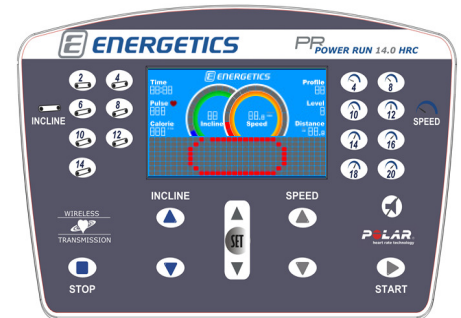 ENERGETICS
PR POWER RUN 14.0 HRC
2 4
6 8
10 12
14
INCLINE
ENERGETICS
Time
Pulse
Calorie
Incline
Speed
Profile
Level
Distance
4 8
10 12
14 16
18 20
SPEED
INCLINE
SPEED
SET
WIRELESS
TRANSMISSION
STOP
POLAR
heart rate technology
START